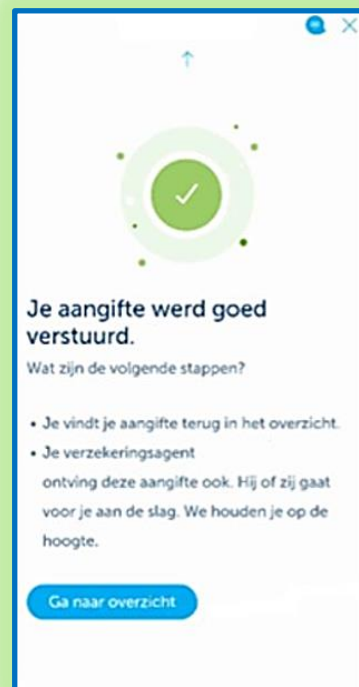 Je aangifte werd goed
verstuurd.
Wat zijn de volgende stappen?
• Je vindt je aangifte terug in het overzicht.
• Je verzekeringsagent
ontving deze aangifte ook. Hij of zij gaat
voor je aan de slag. We houden je op de
hoogte.
Ga naar overzicht